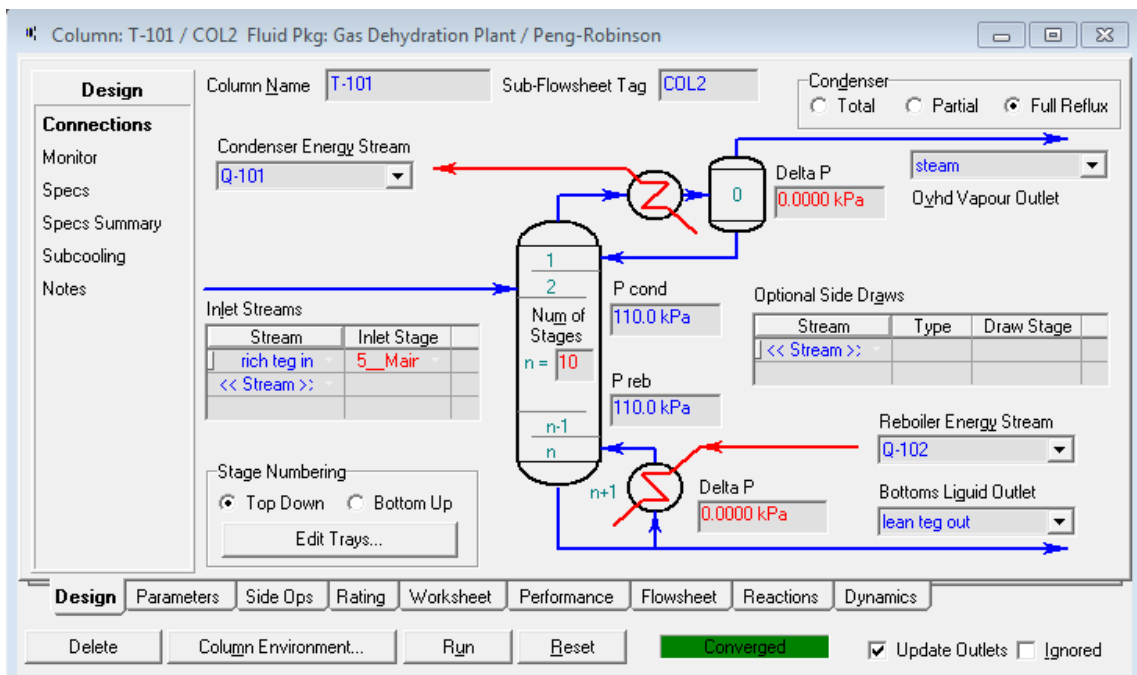 Column: T-101 / COL2 Fluid Pkg: Gas Dehydration Plant / Peng-Robinson
Design
Connections
Monitor
Specs
Specs Summary
Subcooling
Notes
Column Name T-101
Sub-Flowsheet Tag COL2
Condenser
Total Partial Full Reflux
Condenser Energy Stream
Q-101
0
Delta P
0.0000 kPa
steam
Ovhd Vapour Outlet
1
2
Num of
Stages
n = 10
n-1
n
n+1
Inlet Streams
Stream Inlet Stage
rich teg in 5__Mair
<< Stream >>
P cond
110.0 kPa
P reb
110.0 kPa
Optional Side Draws
Stream Type Draw Stage
<< Stream >>
Stage Numbering
Top Down Bottom Up
Edit Trays...
Delta P
0.0000 kPa
Reboiler Energy Stream
Q-102
Bottoms Liquid Outlet
lean teg out
Design Parameters Side Ops Rating Worksheet Performance Flowsheet Reactions Dynamics
Delete Column Environment... Run Reset Converged Update Outlets Ignored